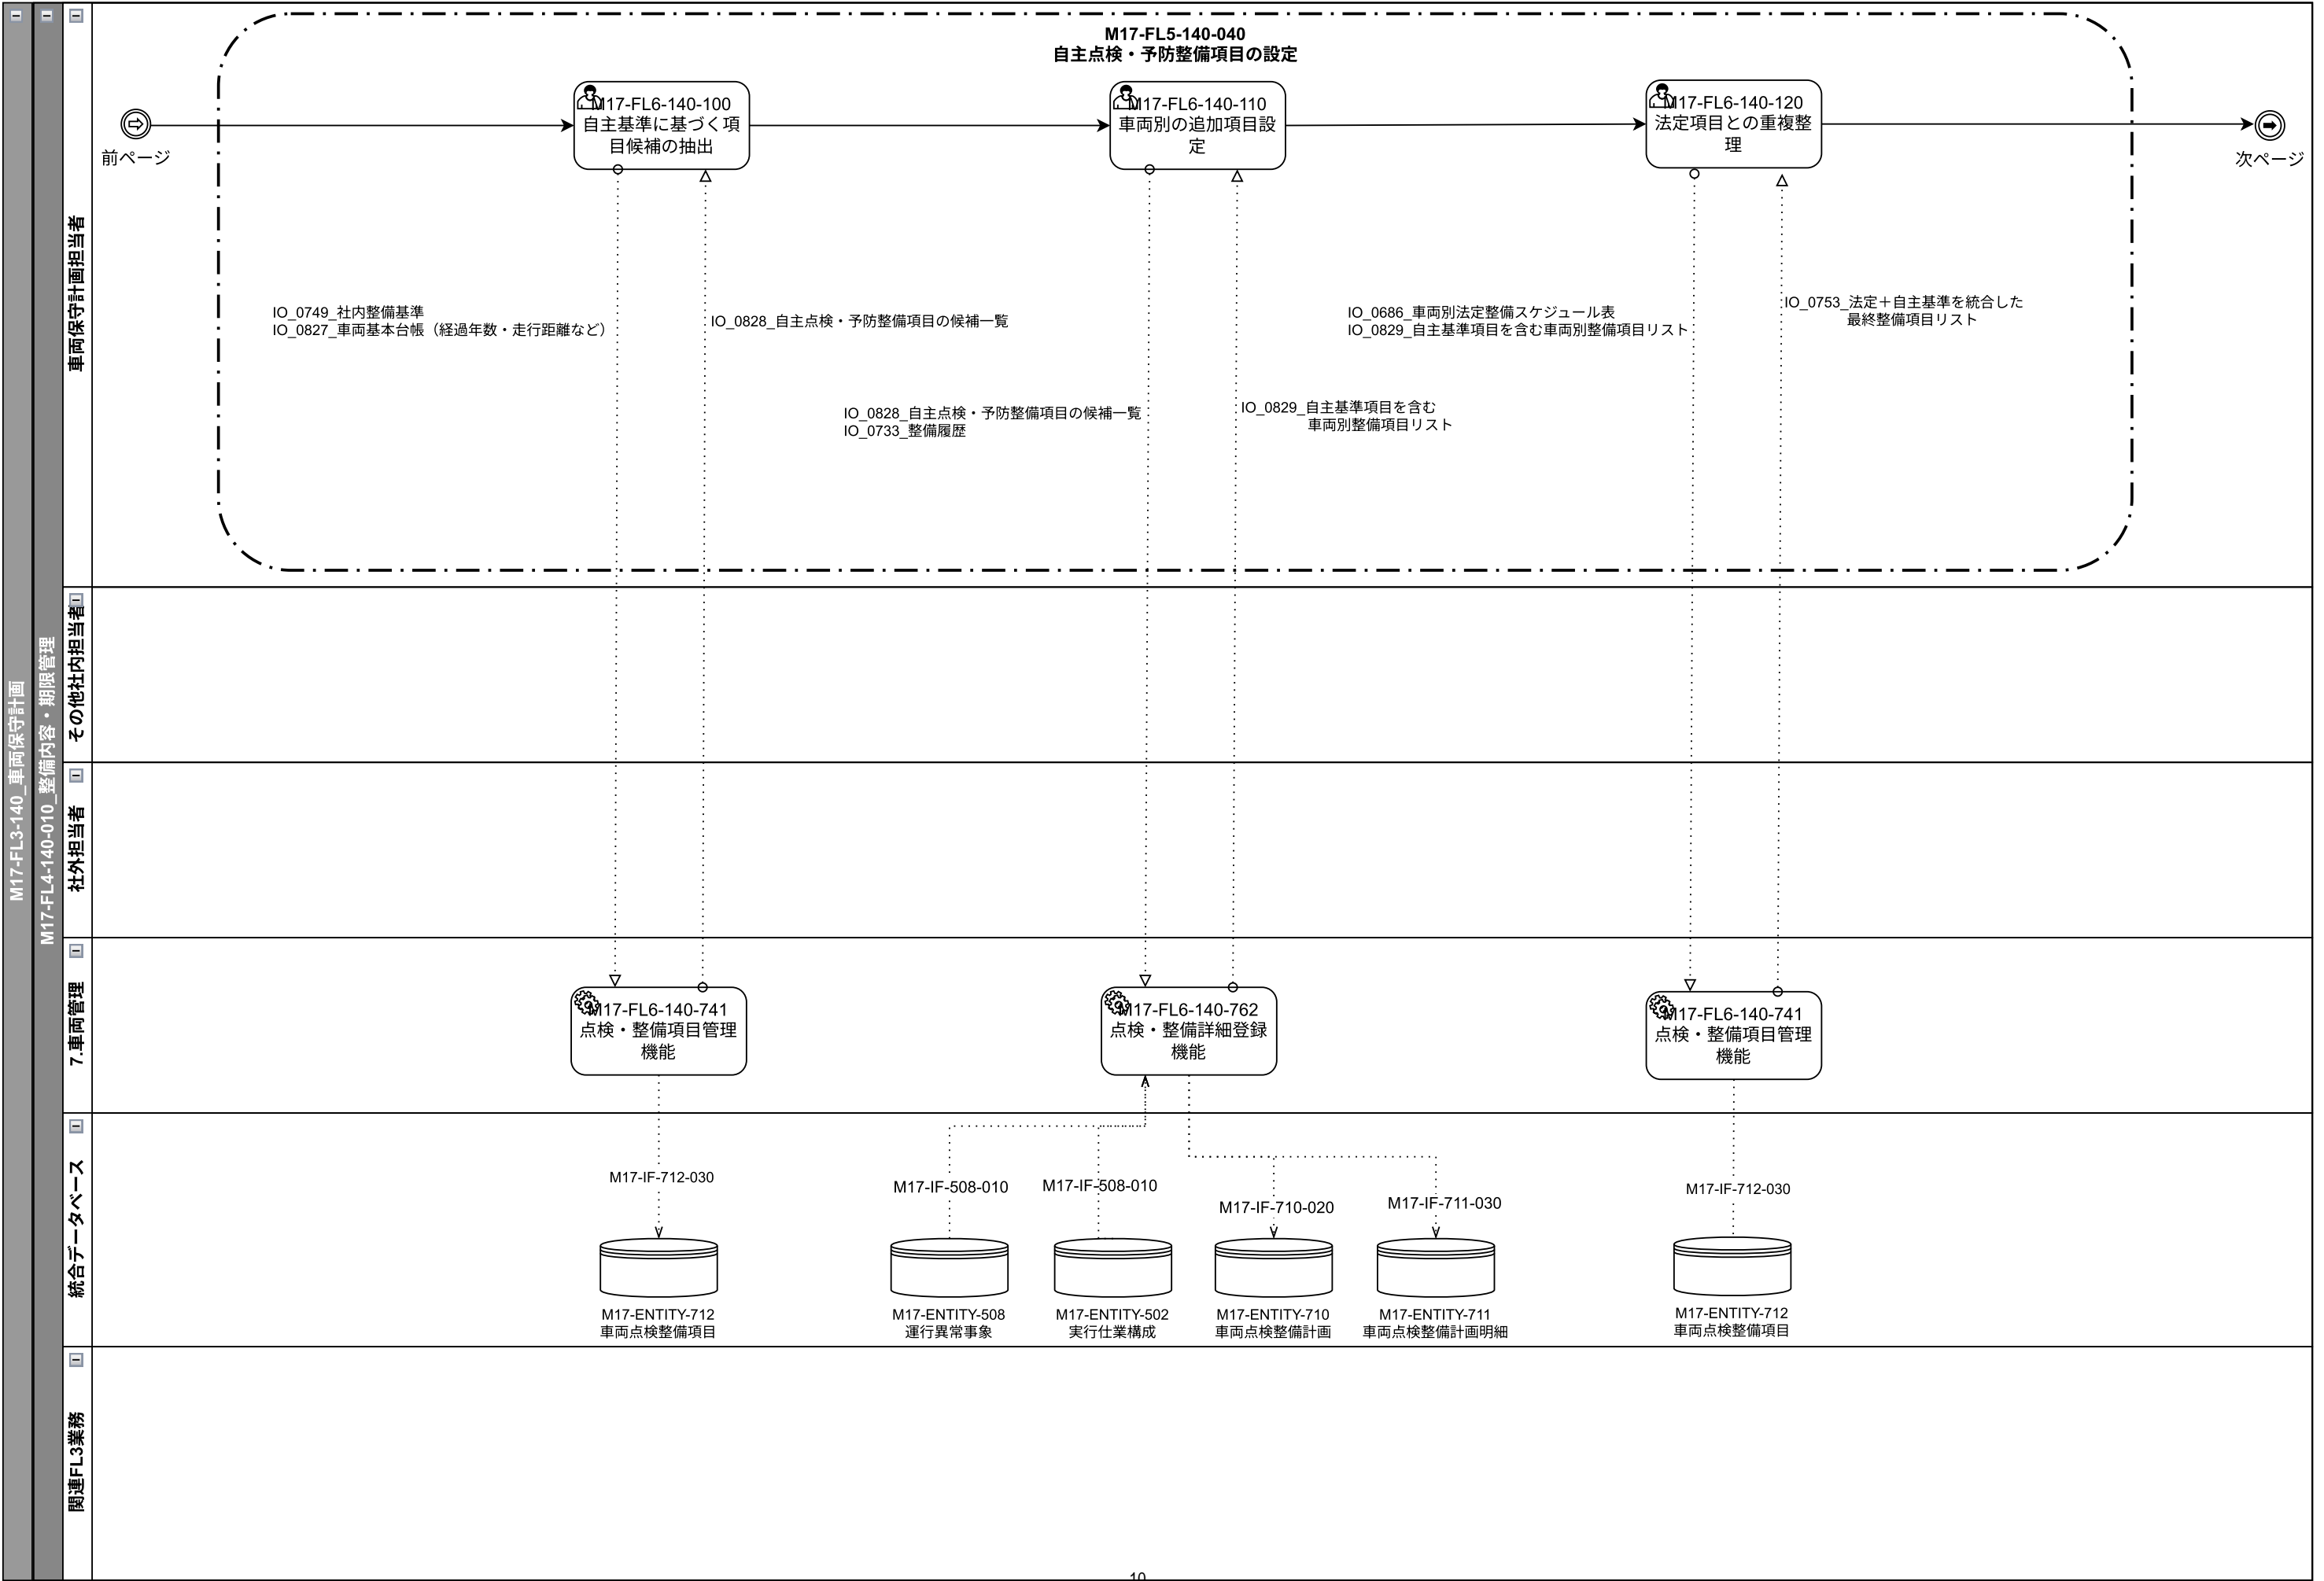 M17-FL3-140_車両保守計画
M17-FL4-140-010_整備内容・期限管理
車両保守計画担当者
M17-FL5-140-040
自主点検・予防整備項目の設定
前ページ
M17-FL6-140-100
自主基準に基づく項
目候補の抽出
M17-FL6-140-110
車両別の追加項目設
定
M17-FL6-140-120
法定項目との重複整
理
次ページ
IO_0749_社内整備基準
IO_0827_車両基本台帳（経過年数・走行距離など）
IO_0828_自主点検・予防整備項目の候補一覧
IO_0828_自主点検・予防整備項目の候補一覧
IO_0733_整備履歴
IO_0829_自主基準項目を含む
車両別整備項目リスト
IO_0686_車両別法定整備スケジュール表
IO_0829_自主基準項目を含む車両別整備項目リスト
IO_0753_法定＋自主基準を統合した
最終整備項目リスト
その他社内担当者
社外担当者
7.車両管理
M17-FL6-140-741
点検・整備項目管理
機能
M17-FL6-140-762
点検・整備詳細登録
機能
M17-FL6-140-741
点検・整備項目管理
機能
統合データベース
M17-IF-712-030
M17-IF-508-010
M17-IF-508-010
M17-IF-710-020
M17-IF-711-030
M17-IF-712-030
M17-ENTITY-712
車両点検整備項目
M17-ENTITY-508
運行異常事象
M17-ENTITY-502
実行仕業構成
M17-ENTITY-710
車両点検整備計画
M17-ENTITY-711
車両点検整備計画明細
M17-ENTITY-712
車両点検整備項目
関連FL3業務
10